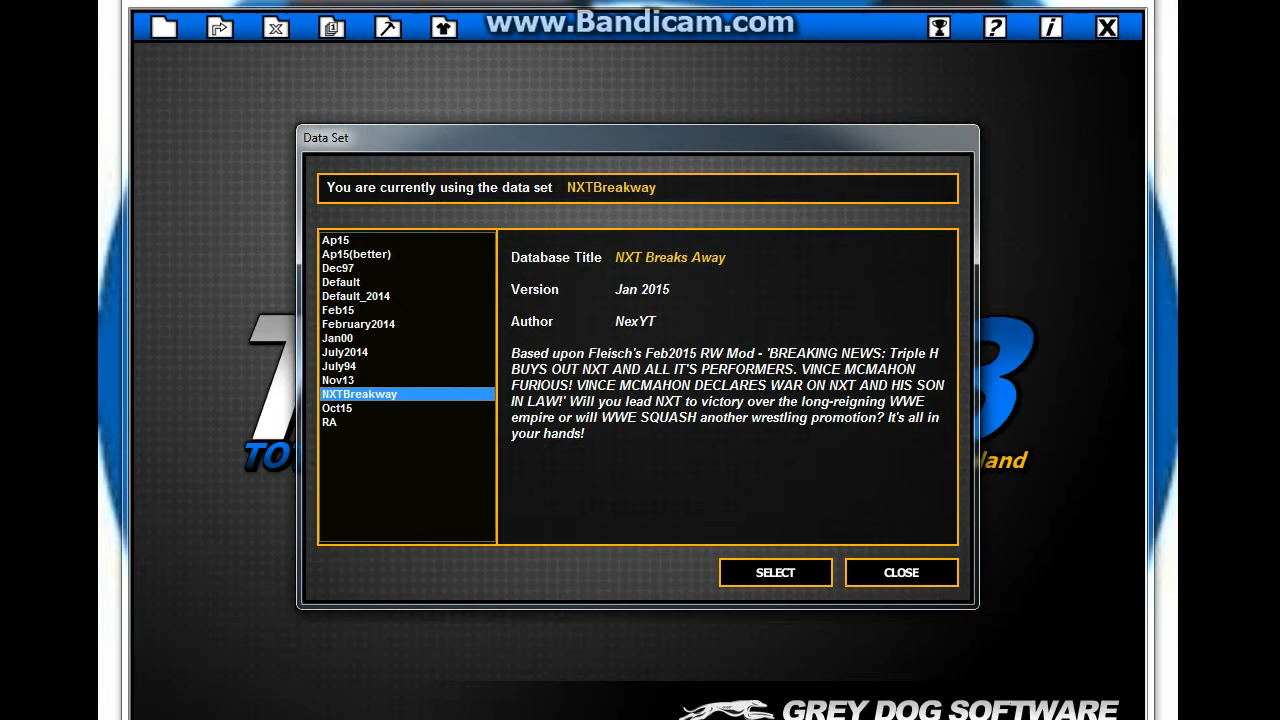 www.Bandicam.com
Data Set
You are currently using the data set NXTBreakway
Ap15
Ap15(better)
Dec97
Default
Default_2014
Feb15
February2014
Jan00
July2014
July94
Nov13
NXTBreakway
Oct15
RA
Database Title NXT Breaks Away
Version Jan 2015
Author NexYT
Based upon Fleisch's Feb2015 RW Mod - 'BREAKING NEWS: Triple H
BUYS OUT NXT AND ALL IT'S PERFORMERS. VINCE MCMAHON
FURIOUS! VINCE MCMAHON DECLARES WAR ON NXT AND HIS SON
IN LAW!' Will you lead NXT to victory over the long-reigning WWE
empire or will WWE SQUASH another wrestling promotion? It's all in
your hands!
SELECT CLOSE
GREY DOG SOFTWARE